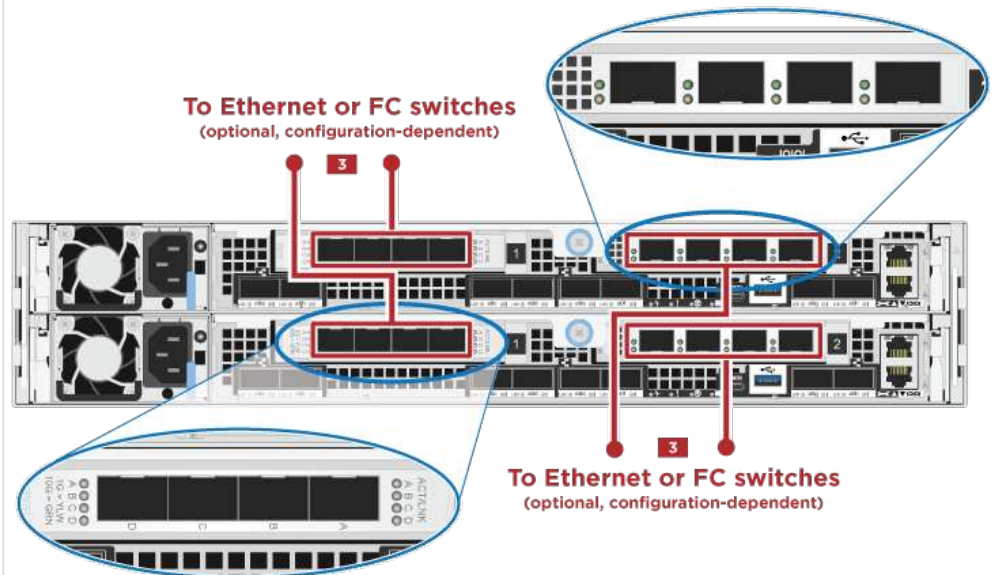 To Ethernet or FC switches
(optional, configuration-dependent)
3
1
1
2
3
To Ethernet or FC switches
(optional, configuration-dependent)
10G = GRN
1G = YLW
A
B
C
D
D
C
B
A
A
B
C
D
ACT/LNK